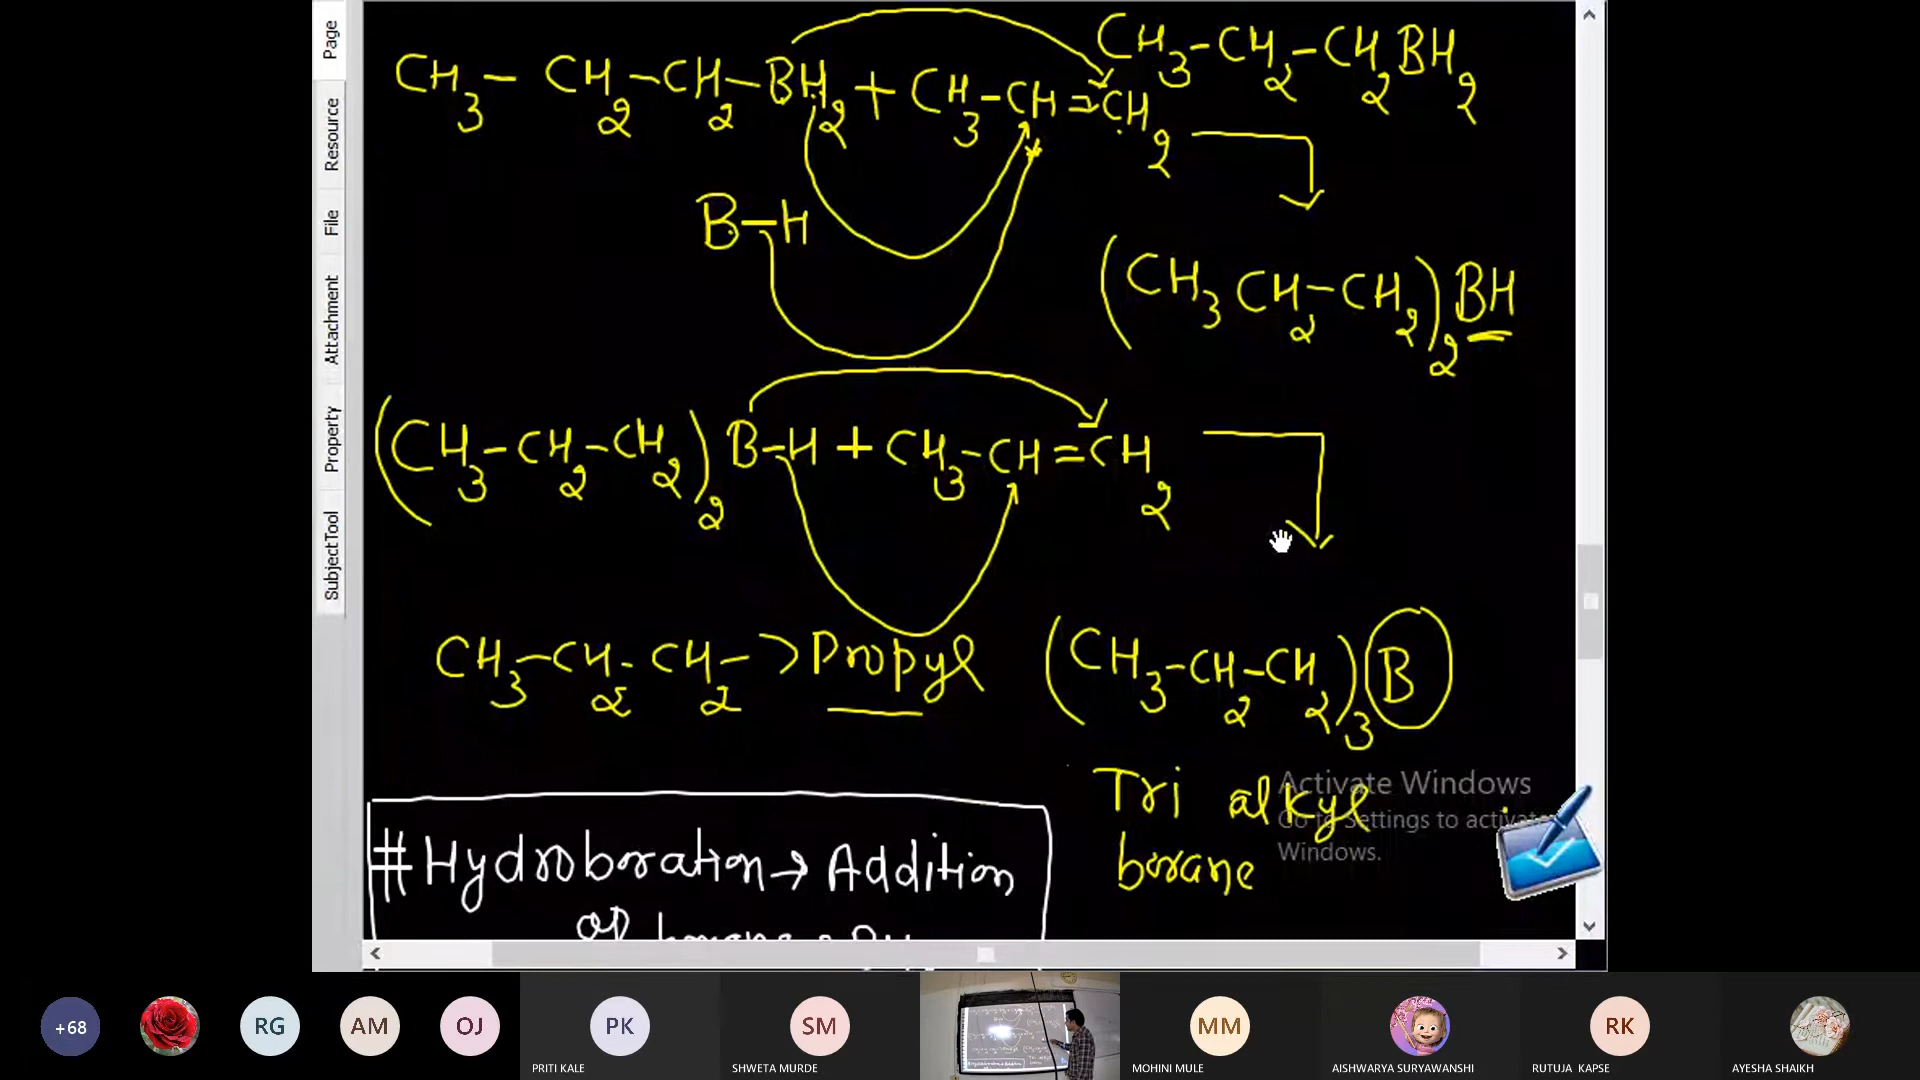 Page
Resource
File
Attachment
Property
SubjectTool
CH3-CH2-CH2BH2
CH3-CH2-CH2-BH2+CH3-CH=CH2
B-H
(CH3CH2-CH2)2BH
(CH3-CH2-CH2)2B-H+CH3-CH=CH2
CH3-CH2-CH2->Propyl
(CH3-CH2-CH2)3B
Tri alkyl
borane
Activate Windows
Go to Settings to activate
Windows.
#Hydroboration→Addition
of borane
+68
RG
AM
OJ
PK
SM
MM
RK
PRITI KALE
SHWETA MURDE
MOHINI MULE
AISHWARYA SURYAWANSHI
RUTUJA KAPSE
AYESHA SHAIKH